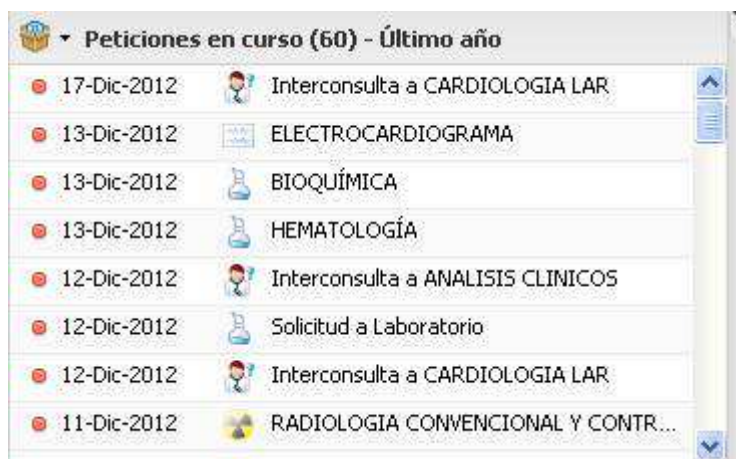 Peticiones en curso (60) - Último año
17-Dic-2012 Interconsulta a CARDIOLOGIA LAR
13-Dic-2012 ELECTROCARDIOGRAMA
13-Dic-2012 BIOQUÍMICA
13-Dic-2012 HEMATOLOGÍA
12-Dic-2012 Interconsulta a ANALISIS CLINICOS
12-Dic-2012 Solicitud a Laboratorio
12-Dic-2012 Interconsulta a CARDIOLOGIA LAR
11-Dic-2012 RADIOLOGIA CONVENCIONAL Y CONTR...